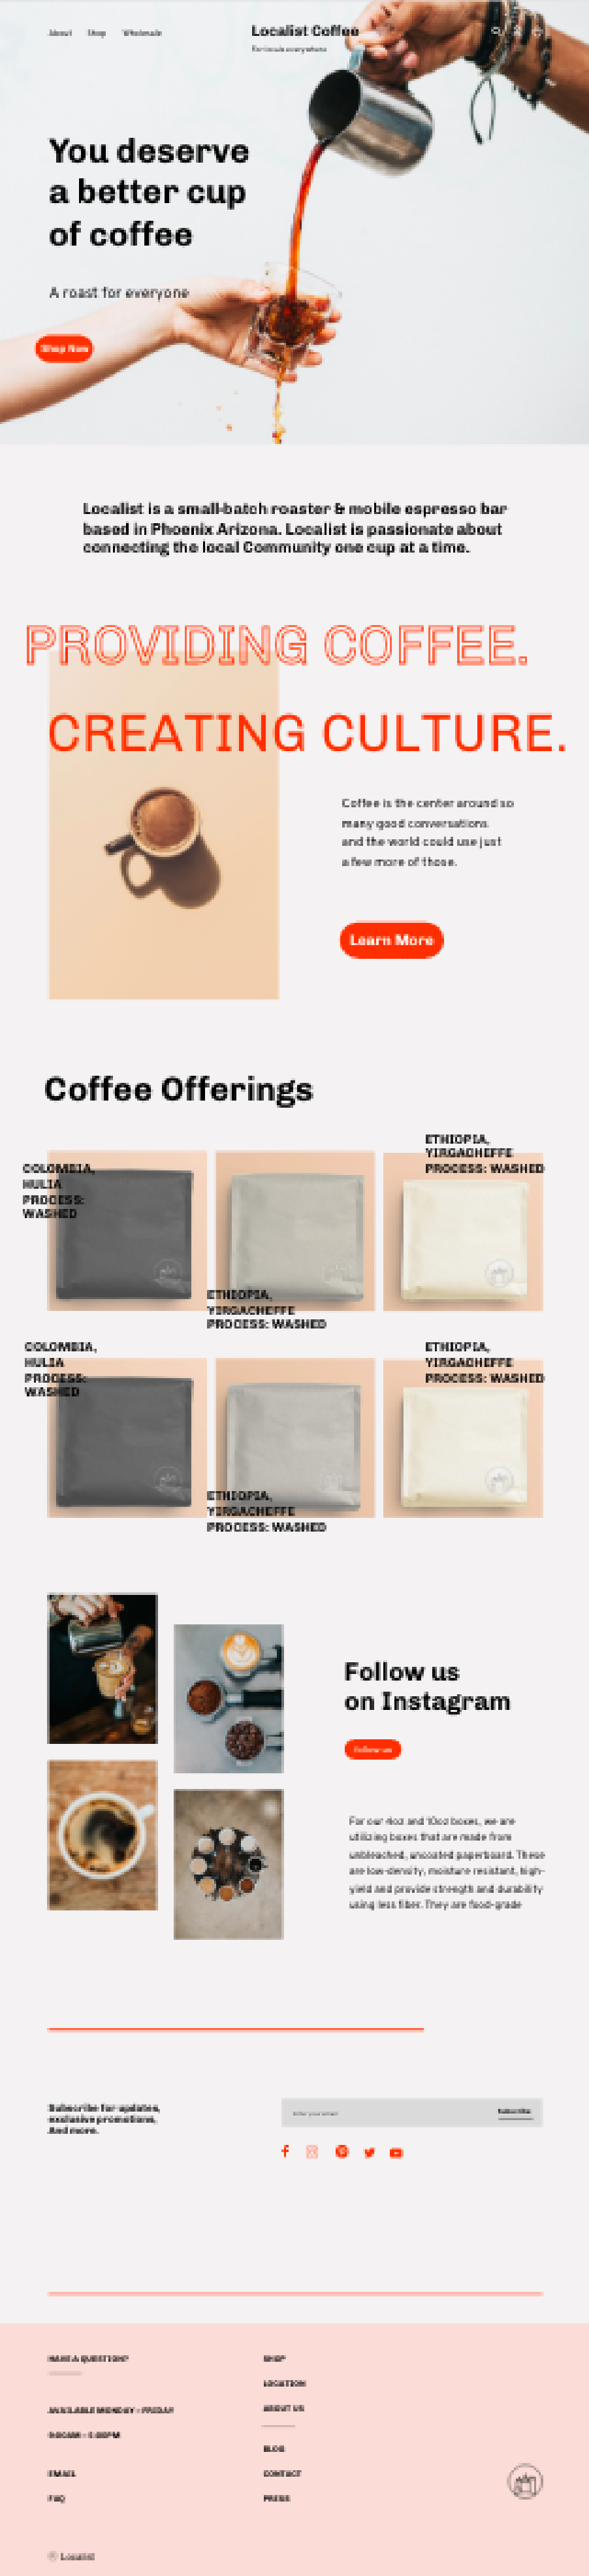 About Shop Wholesale
Localist Coffee
For locals everywhere
You deserve
a better cup
of coffee
A roast for everyone
Shop Now
Localist is a small-batch roaster & mobile espresso bar
based in Phoenix Arizona. Localist is passionate about
connecting the local Community one cup at a time.
PROVIDING COFFEE.
CREATING CULTURE.
Coffee is the center around so
many good conversations
and the world could use just
a few more of those.
Learn More
Coffee Offerings
COLOMBIA,
HULIA
PROCESS:
WASHED
ETHIOPIA,
YIRGACHEFFE
PROCESS: WASHED
ETHIOPIA,
YIRGACHEFFE
PROCESS: WASHED
COLOMBIA,
HULIA
PROCESS:
WASHED
ETHIOPIA,
YIRGACHEFFE
PROCESS: WASHED
ETHIOPIA,
YIRGACHEFFE
PROCESS: WASHED
Follow us
on Instagram
Follow us
For our 4oz and 10oz boxes, we are
utilizing boxes that are made from
unbleached, uncoated paperboard. These
are low-density, moisture resistant, high-
yield and provide strength and durability
using less fiber. They are food-grade
Subscribe for updates,
exclusive promotions,
And more.
Enter your email
Subscribe
HAVE A QUESTION?
AVAILABLE MONDAY - FRIDAY
9:00AM - 5:00PM
EMAIL
FAQ
SHOP
LOCATION
ABOUT US
BLOG
CONTACT
PRESS
© Localist